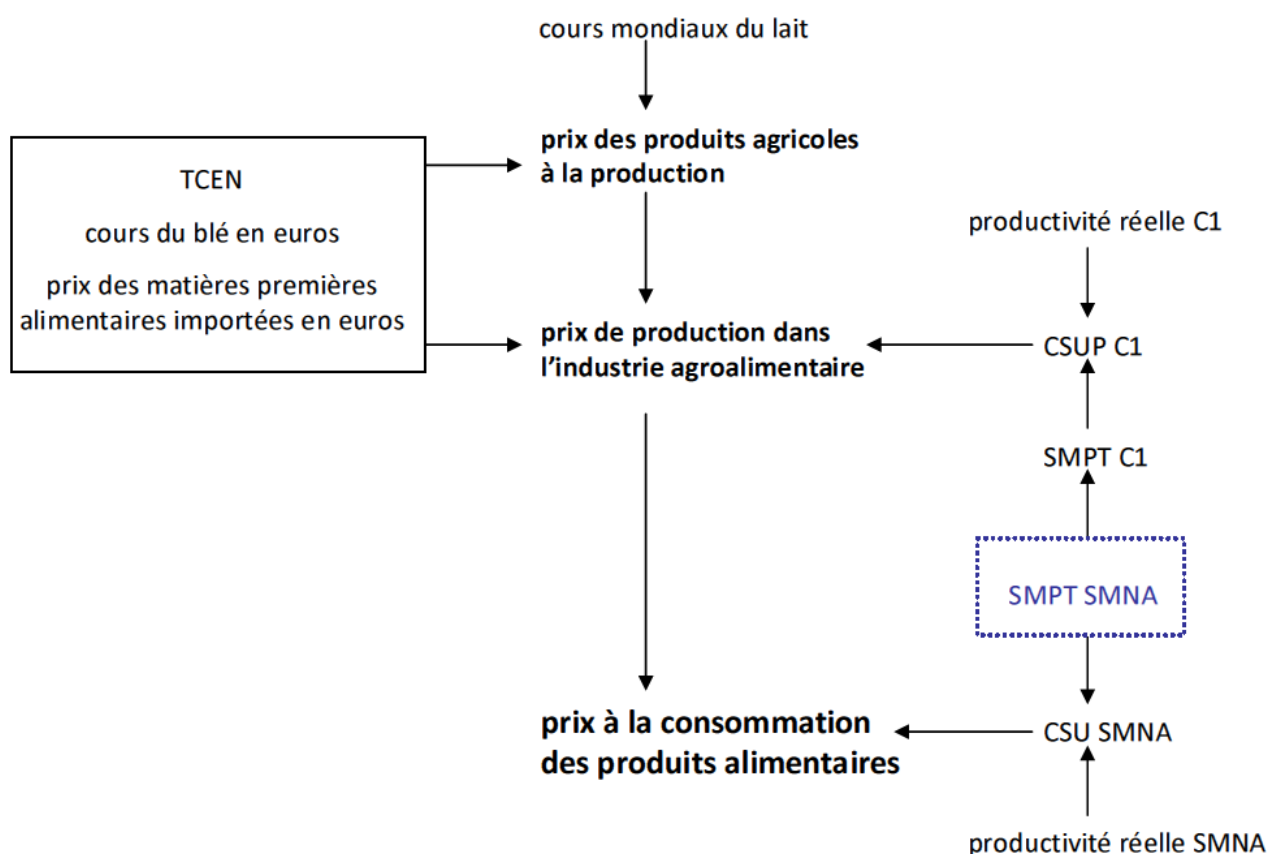 cours mondiaux du lait
prix des produits agricoles
à la production
TCEN
cours du blé en euros
prix des matières premières
alimentaires importées en euros
productivité réelle C1
prix de production dans
l'industrie agroalimentaire
CSUP C1
SMPT C1
SMPT SMNA
prix à la consommation
des produits alimentaires
CSU SMNA
productivité réelle SMNA